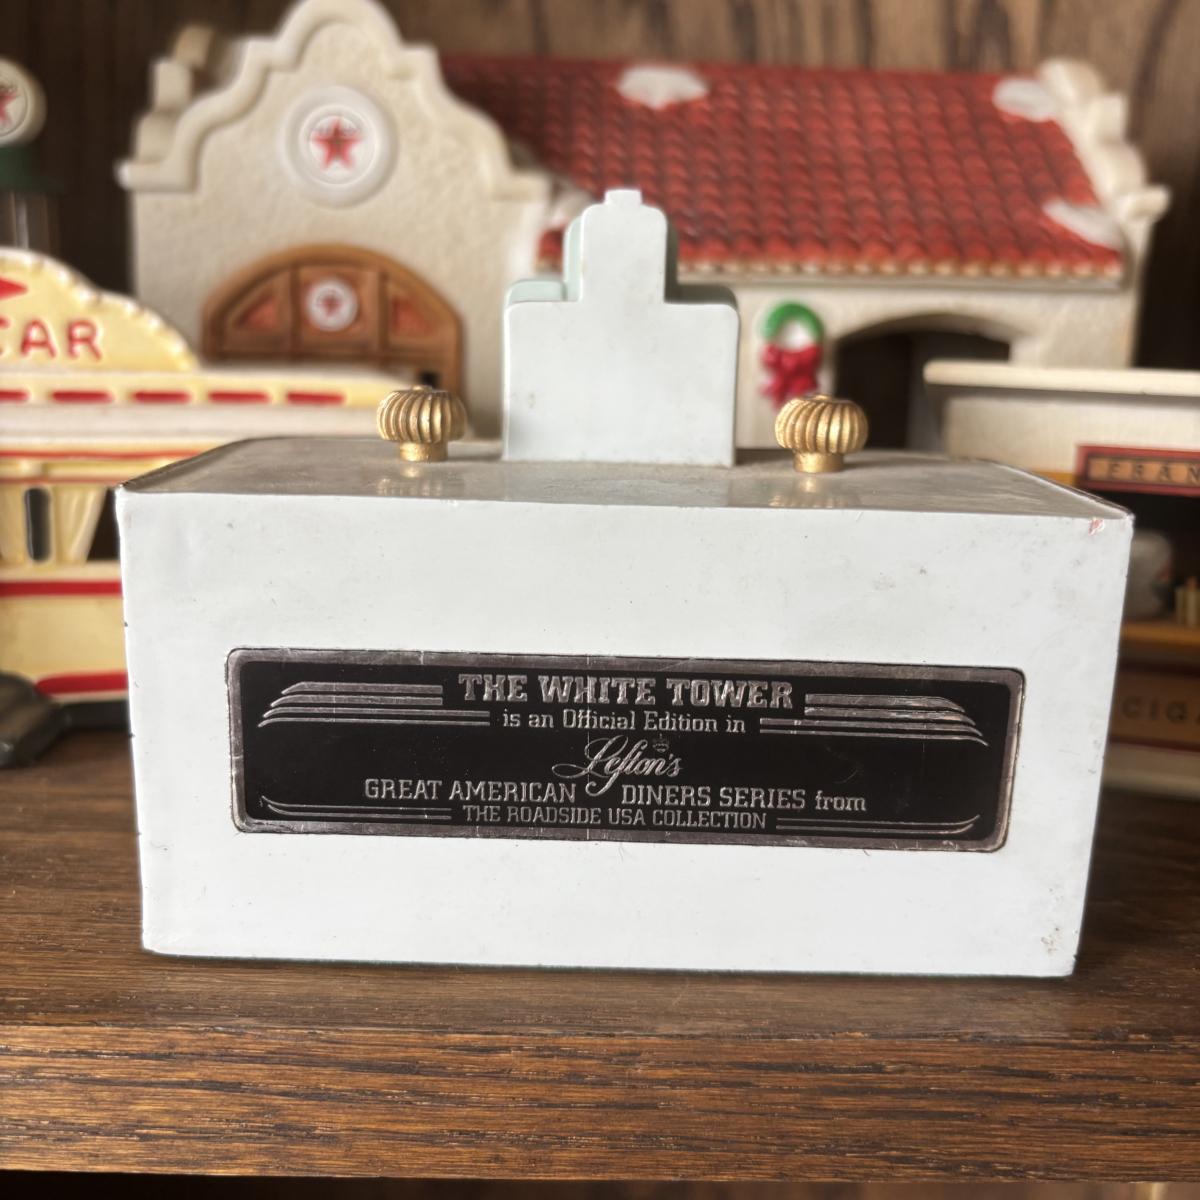 THE WHITE TOWER
is an Official Edition in
Lefton's
GREAT AMERICAN DINERS SERIES from
THE ROADSIDE USA COLLECTION
CAR
FRAN
CIG